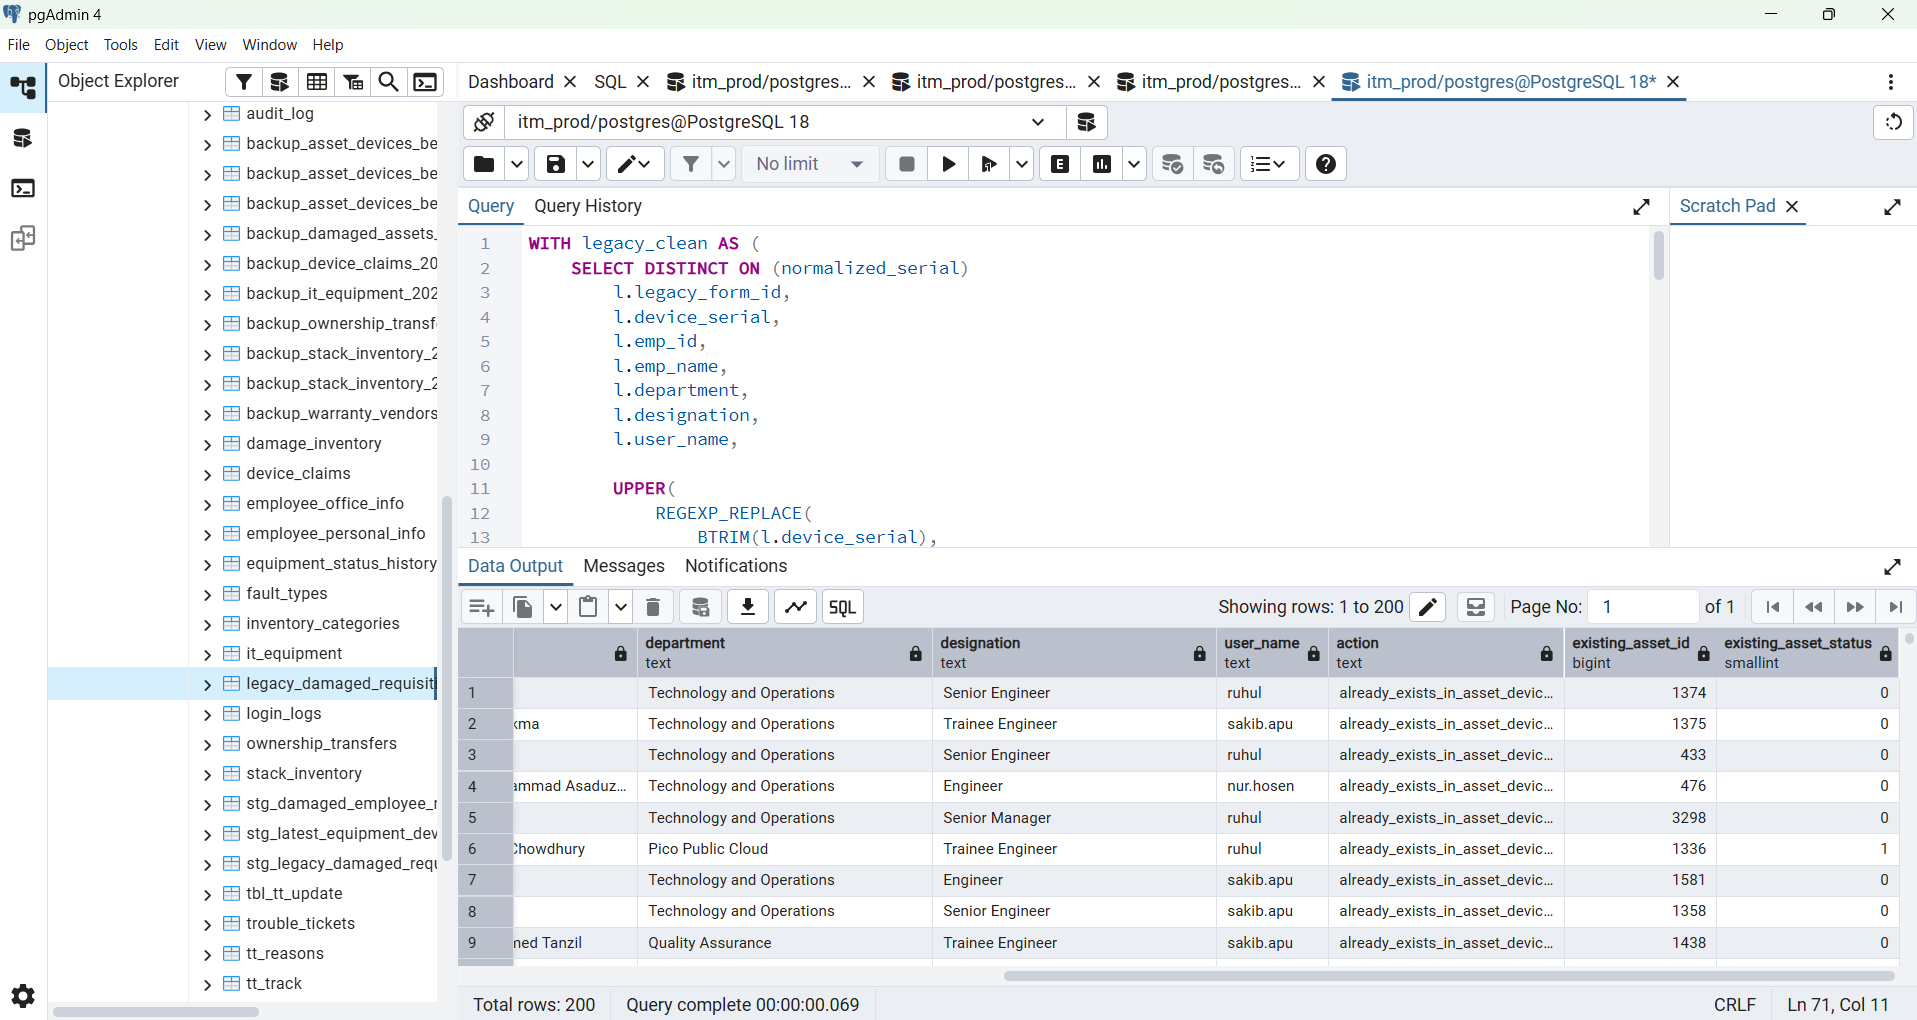 pgAdmin 4
File Object Tools Edit View Window Help
Object Explorer
Dashboard SQL itm_prod/postgres... itm_prod/postgres... itm_prod/postgres... itm_prod/postgres@PostgreSQL 18*
audit_log
backup_asset_devices_be
backup_asset_devices_be
backup_asset_devices_be
backup_damaged_assets_
backup_device_claims_20
backup_it_equipment_202
backup_ownership_transf
backup_stack_inventory_2
backup_stack_inventory_2
backup_warranty_vendors
damage_inventory
device_claims
employee_office_info
employee_personal_info
equipment_status_history
fault_types
inventory_categories
it_equipment
legacy_damaged_requisiti
login_logs
ownership_transfers
stack_inventory
stg_damaged_employee_r
stg_latest_equipment_dev
stg_legacy_damaged_requ
tbl_tt_update
trouble_tickets
tt_reasons
tt_track
itm_prod/postgres@PostgreSQL 18
No limit
E
Query Query History
Scratch Pad
1 WITH legacy_clean AS (
2 SELECT DISTINCT ON (normalized_serial)
3 l.legacy_form_id,
4 l.device_serial,
5 l.emp_id,
6 l.emp_name,
7 l.department,
8 l.designation,
9 l.user_name,
10
11 UPPER(
12 REGEXP_REPLACE(
13 BTRIM(l.device_serial),
Data Output Messages Notifications
SQL Showing rows: 1 to 200 Page No: 1 of 1
department designation user_name action existing_asset_id existing_asset_status
text text text text bigint smallint
1 Technology and Operations Senior Engineer ruhul already_exists_in_asset_devic... 1374 0
2 kma Technology and Operations Trainee Engineer sakib.apu already_exists_in_asset_devic... 1375 0
3 Technology and Operations Senior Engineer ruhul already_exists_in_asset_devic... 433 0
4 ammad Asaduz... Technology and Operations Engineer nur.hosen already_exists_in_asset_devic... 476 0
5 Technology and Operations Senior Manager ruhul already_exists_in_asset_devic... 3298 0
6 Chowdhury Pico Public Cloud Trainee Engineer ruhul already_exists_in_asset_devic... 1336 1
7 Technology and Operations Engineer sakib.apu already_exists_in_asset_devic... 1581 0
8 Technology and Operations Senior Engineer sakib.apu already_exists_in_asset_devic... 1358 0
9 med Tanzil Quality Assurance Trainee Engineer sakib.apu already_exists_in_asset_devic... 1438 0
Total rows: 200 Query complete 00:00:00.069 CRLF Ln 71, Col 11